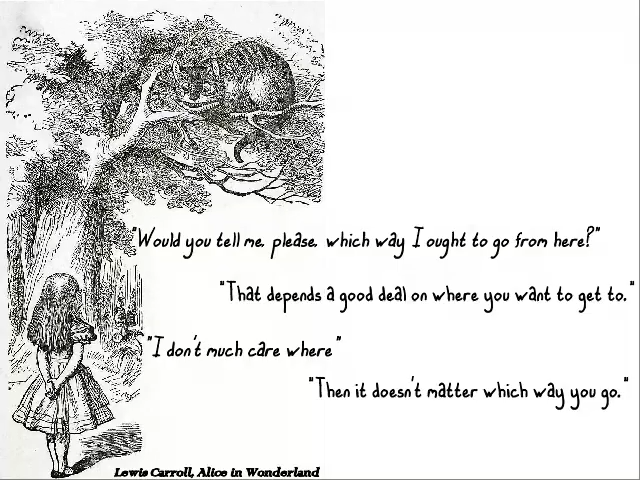 "Would you tell me, please, which way I ought to go from here?"
"That depends a good deal on where you want to get to."
"I don't much care where"
"Then it doesn't matter which way you go."
Lewis Carroll, Alice in Wonderland